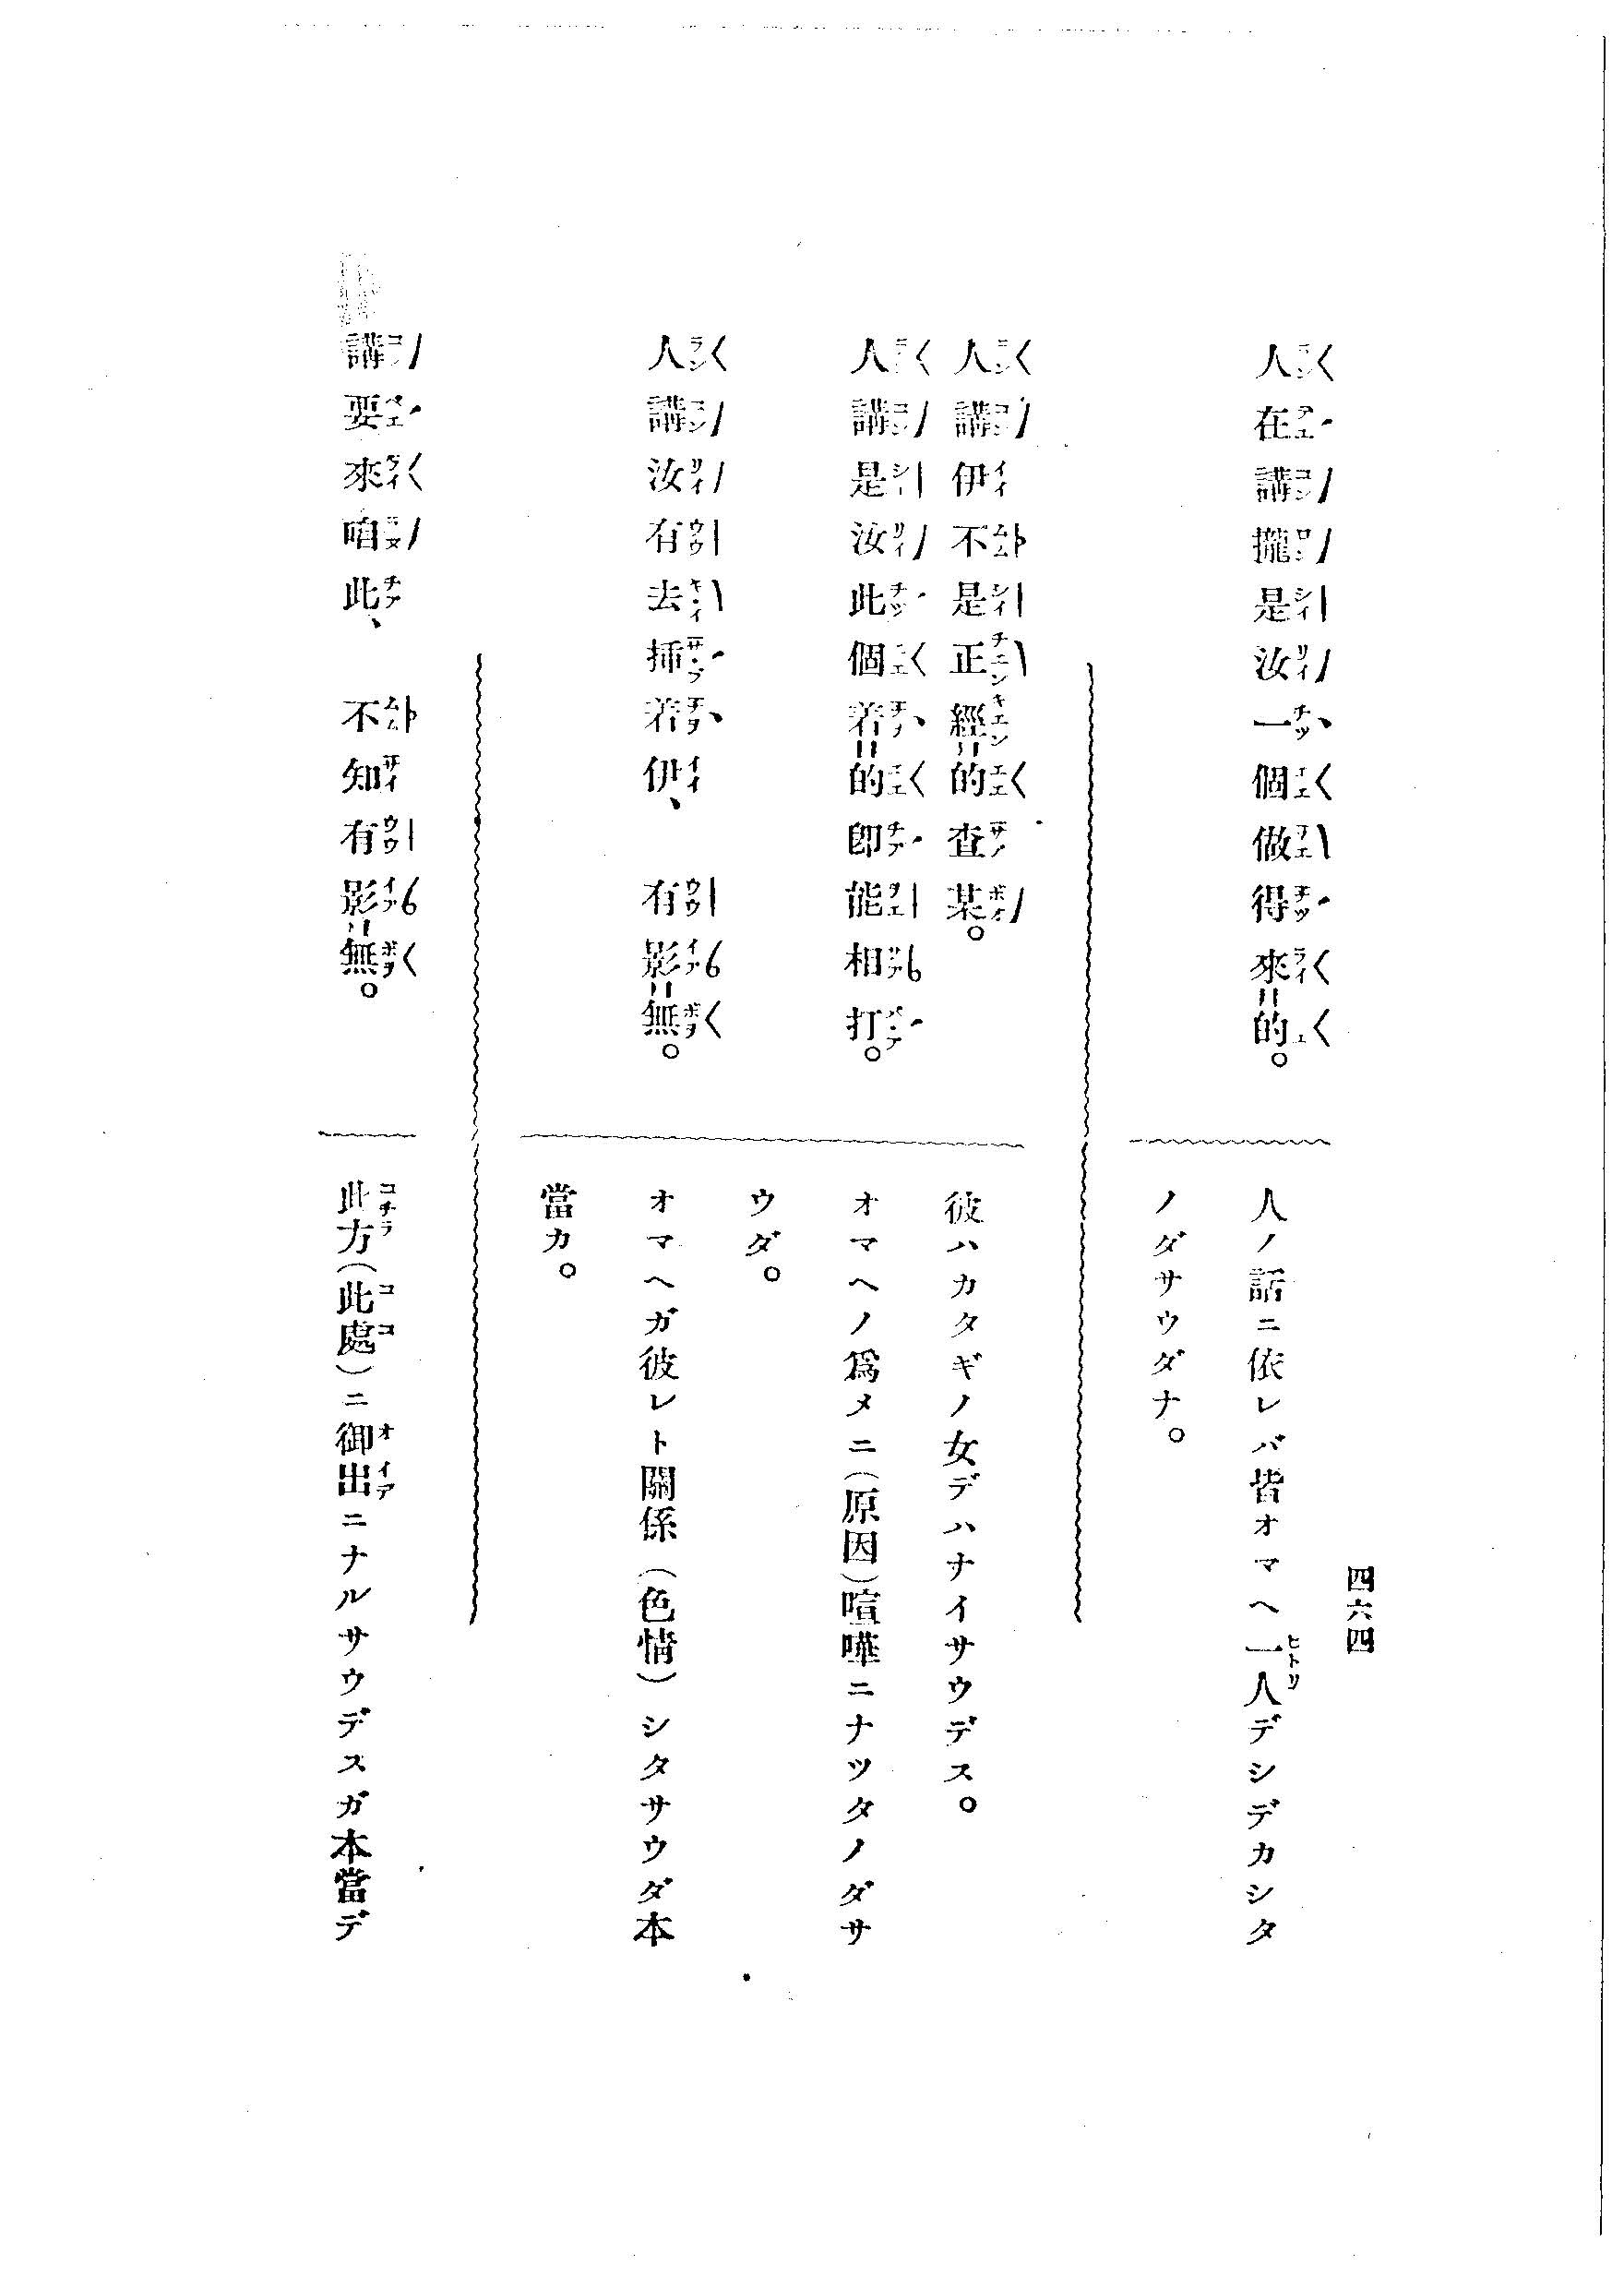 四六四
人在講攏是汝一個做得來＝的。
人ノ話ニ依レバ皆オマヘ一人デシデカシタ
ノダサウダナ。
人講伊不是正經＝的查某。
彼ハカタギノ女デハナイサウデス。
人講是汝此個着＝的即能相打。
オマヘノ爲メニ(原因)喧嘩ニナツタノダサ
ウダ。
人講汝有去插着伊、有影＝無。
オマヘガ彼レト關係(色情)シタサウダ本
當カ。
講要來咱此、不知有影＝無。
此方(此處)ニ御出ニナルサウデスガ本當デ